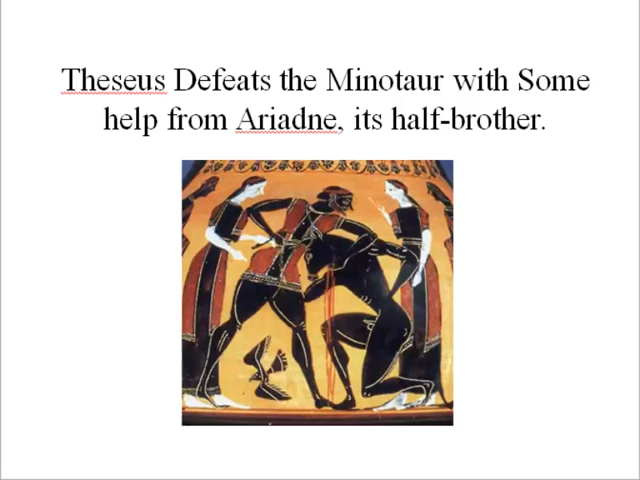 Theseus Defeats the Minotaur with Some
help from Ariadne, its half-brother.